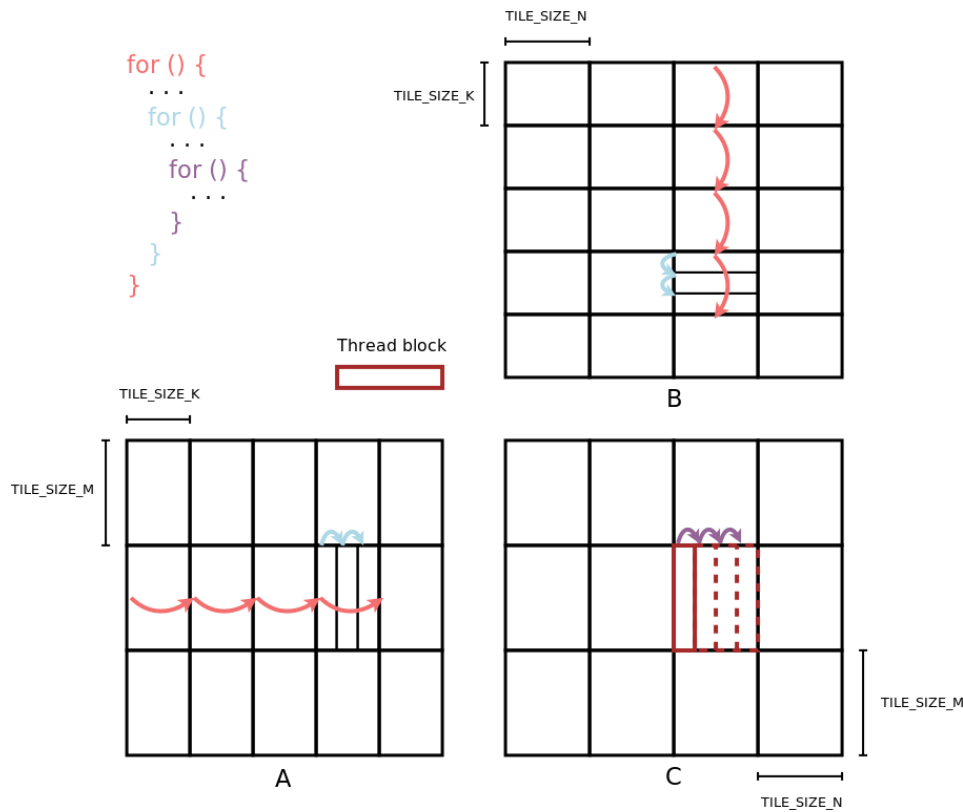 TILE_SIZE_N
for () {
. . .
for () {
. . .
for () {
. . .
}
}
}
TILE_SIZE_K
Thread block
B
TILE_SIZE_K
TILE_SIZE_M
A
C
TILE_SIZE_M
TILE_SIZE_N